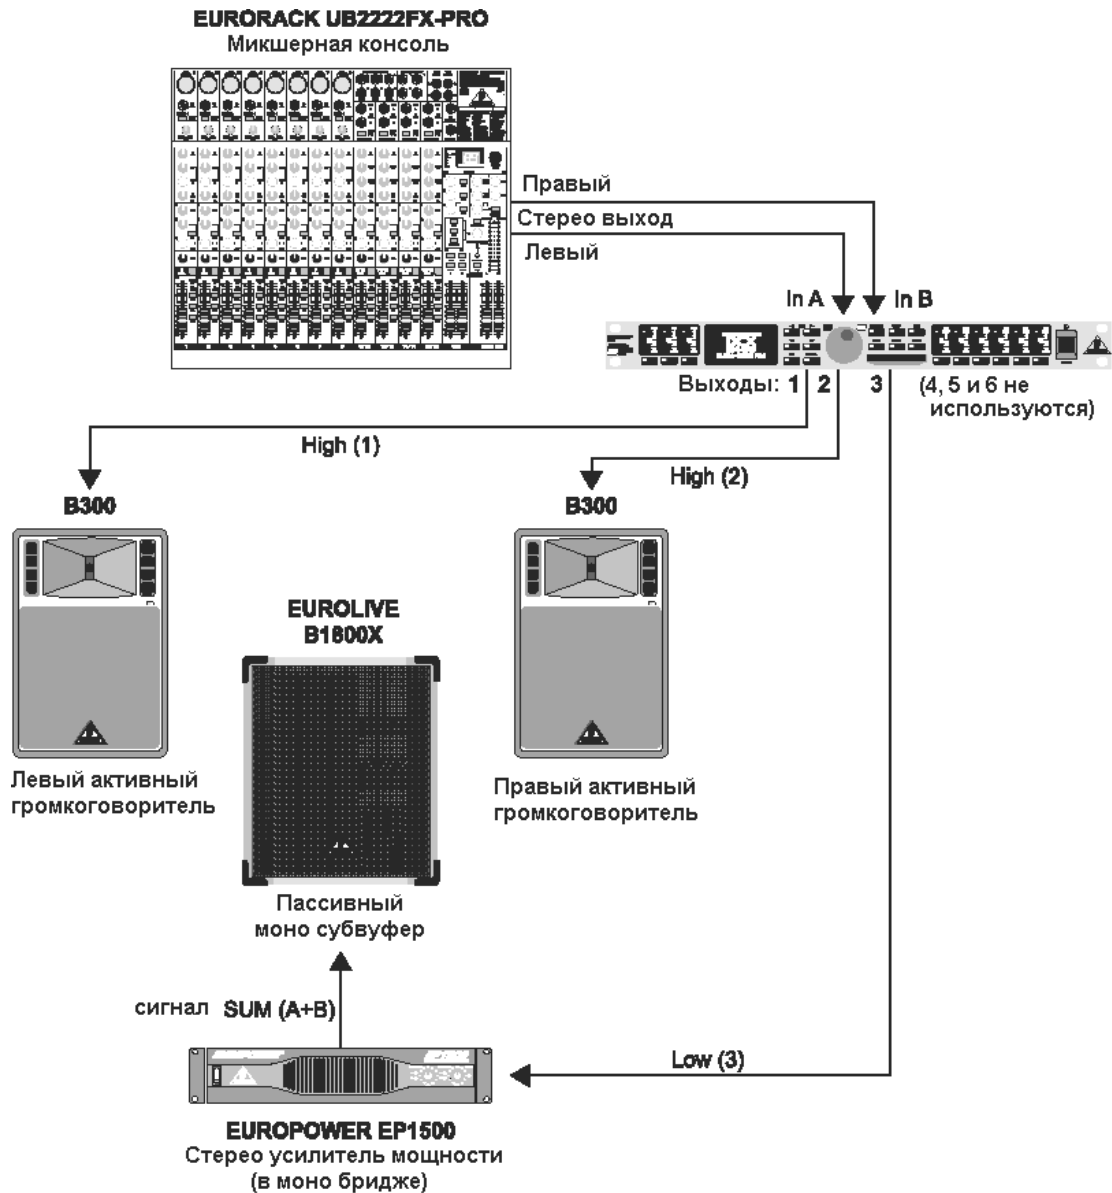 EURORACK UB2222FX-PRO
Микшерная консоль
Правый
Стерео выход
Левый
In A
In B
Выходы: 1 2 3 (4, 5 и 6 не
используются)
High (1)
High (2)
B300
B300
EUROLIVE
B1800X
Левый активный
громкоговоритель
Правый активный
громкоговоритель
Пассивный
моно субвуфер
сигнал SUM (A+B)
Low (3)
EUROPOWER EP1500
Стерео усилитель мощности
(в моно бридже)